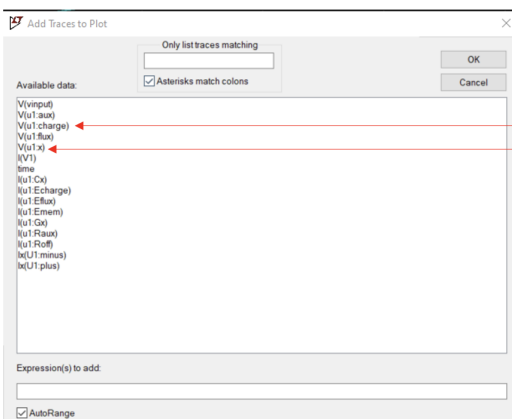 Add Traces to Plot
Only list traces matching
OK
Asterisks match colons
Available data:
Cancel
V(vinput)
V(u1:aux)
V(u1:charge)
V(u1:flux)
V(u1:x)
I(V1)
time
I(u1:Cx)
I(u1:Echarge)
I(u1:Eflux)
I(u1:Emem)
I(u1:Gx)
I(u1:Raux)
I(u1:Roff)
Ix(U1:minus)
Ix(U1:plus)
Expression(s) to add:
AutoRange